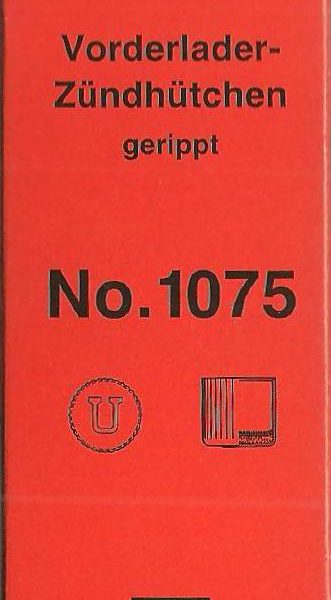 Vorderlader-
Zündhütchen
gerippt
No.1075
U